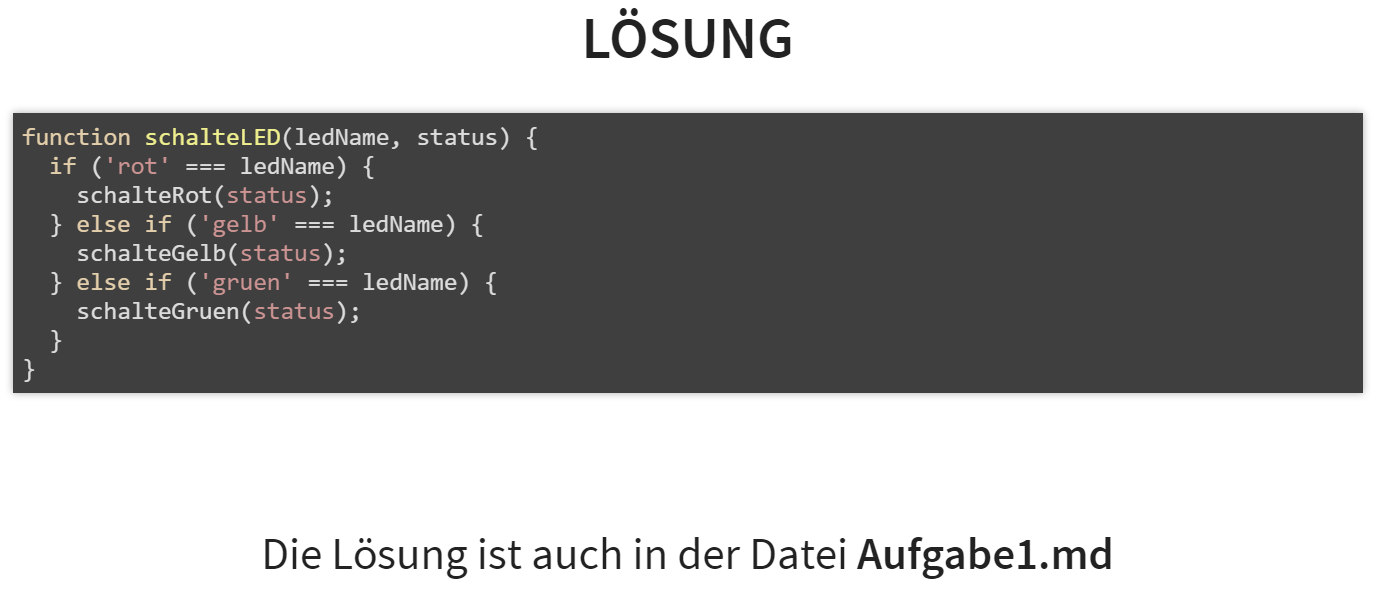 LÖSUNG
function schalteLED(ledName, status) {
  if ('rot' === ledName) {
    schalteRot(status);
  } else if ('gelb' === ledName) {
    schalteGelb(status);
  } else if ('gruen' === ledName) {
    schalteGruen(status);
  }
}
Die Lösung ist auch in der Datei Aufgabe1.md